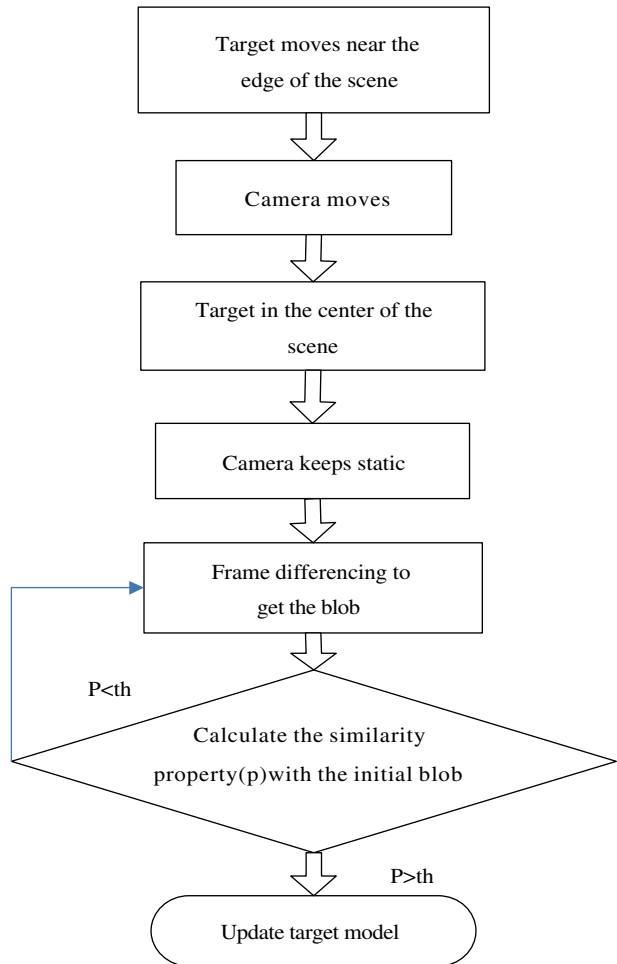 Target moves near the
edge of the scene
Camera moves
Target in the center of the
scene
Camera keeps static
Frame differencing to
get the blob
P<th
Calculate the similarity
property(p)with the initial blob
P>th
Update target model